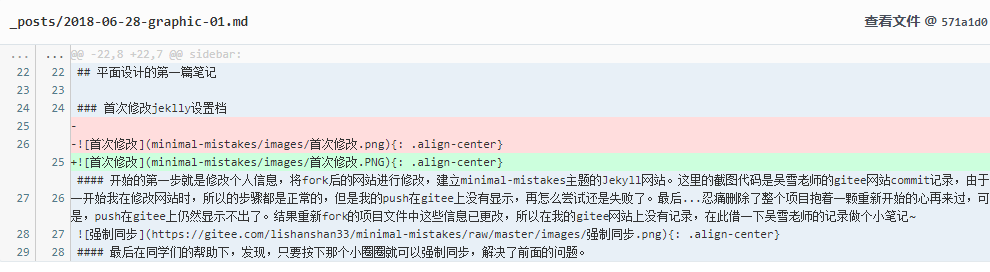 _posts/2018-06-28-graphic-01.md 查看文件 @ 571a1d0
... ... @@ -22,8 +22,7 @@ sidebar:
22 22 ## 平面设计的第一篇笔记
23 23
24 24 ### 首次修改jeklly设置档
25 -
26 -![首次修改](minimal-mistakes/images/首次修改.png){: .align-center}
25 +![首次修改](minimal-mistakes/images/首次修改.PNG){: .align-center}
#### 开始的第一步就是修改个人信息，将fork后的网站进行修改，建立minimal-mistakes主题的Jekyll网站。这里的截图代码是吴雪老师的gitee网站commit记录，由于
27 26 一开始我在修改网站时，所以的步骤都是正常的，但是我的push在gitee上没有显示，再怎么尝试还是失败了。最后...忍痛删除了整个项目抱着一颗重新开始的心再来过，可
是，push在gitee上仍然显示不出了。结果重新fork的项目文件中这些信息已更改，所以在我的gitee网站上没有记录，在此借一下吴雪老师的记录做个小笔记~
28 27 ![强制同步](https://gitee.com/lishanshan33/minimal-mistakes/raw/master/images/强制同步.png){: .align-center}
29 28 #### 最后在同学们的帮助下，发现，只要按下那个小圈圈就可以强制同步，解决了前面的问题。